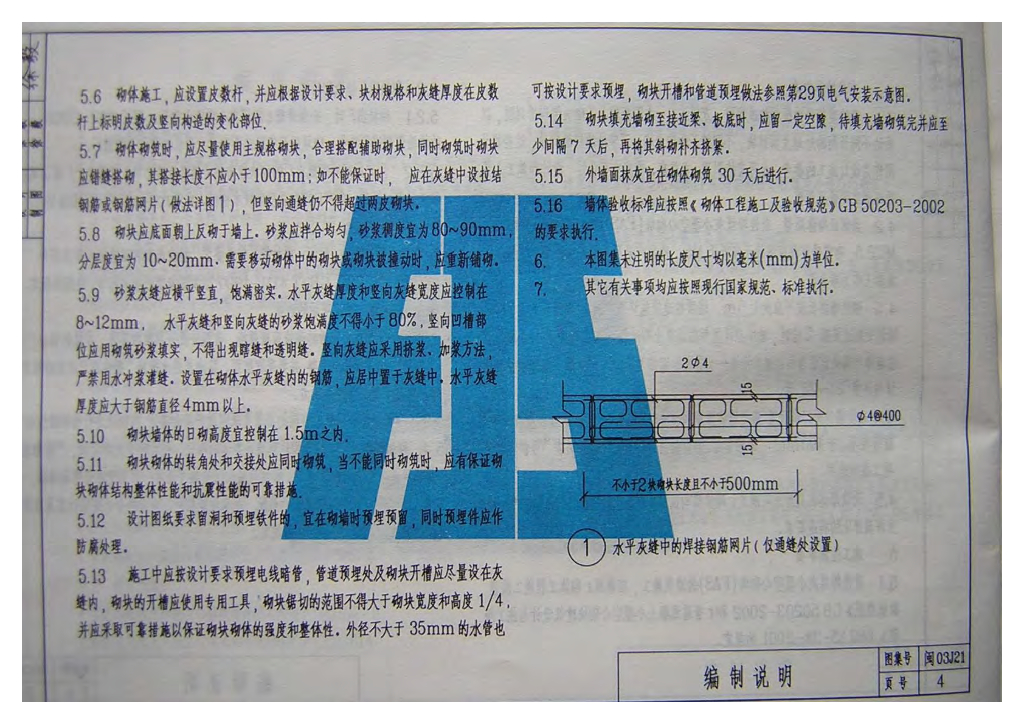 5.6 砌体施工，应设置皮数杆，并应根据设计要求、块材规格和灰缝厚度在皮数
杆上标明皮数及竖向构造的变化部位.
5.7 砌体砌筑时，应尽量使用主规格砌块，合理搭配辅助砌块，同时砌筑时砌块
应错缝搭砌，其搭接长度不应小于100mm；如不能保证时， 应在灰缝中设拉结
钢筋或钢筋网片（做法详图1），但竖向通缝仍不得超过两皮砌块.
5.8 砌块应底面朝上反砌于墙上. 砂浆应拌合均匀，砂浆稠度宜为80~90mm，
分层度宜为10~20mm. 需要移动砌体中的砌块或砌块被撞动时，应重新铺砌.
5.9 砂浆灰缝应横平竖直，饱满密实. 水平灰缝厚度和竖向灰缝宽度应控制在
8~12mm， 水平灰缝和竖向灰缝的砂浆饱满度不得小于80%，竖向凹槽部
位应用砌筑砂浆填实，不得出现瞎缝和透明缝. 竖向灰缝应采用挤浆、加浆方法，
严禁用水冲浆灌缝. 设置在砌体水平灰缝内的钢筋，应居中置于灰缝中. 水平灰缝
厚度应大于钢筋直径4mm以上.
5.10 砌块墙体的日砌高度宜控制在1.5m之内.
5.11 砌块砌体的转角处和交接处应同时砌筑，当不能同时砌筑时，应有保证砌
块砌体结构整体性能和抗震性能的可靠措施.
5.12 设计图纸要求留洞和预埋铁件的，宜在砌墙时预埋预留，同时预埋件应作
防腐处理.
5.13 施工中应按设计要求预埋电线暗管，管道预埋处及砌块开槽应尽量设在灰
缝内，砌块的开槽应使用专用工具，砌块锯切的范围不得大于砌块宽度和高度1/4
并应采取可靠措施以保证砌块砌体的强度和整体性. 外径不大于35mm的水管也
可按设计要求预埋，砌块开槽和管道预埋做法参照第29页电气安装示意图.
5.14 砌块填充墙砌至接近梁、板底时，应留一定空隙，待填充墙砌筑完并应至
少间隔7天后，再将其斜砌补齐挤紧.
5.15 外墙面抹灰宜在砌体砌筑30天后进行.
5.16 墙体验收标准应按照《砌体工程施工及验收规范》GB 50203-2002
的要求执行.
6. 本图集未注明的长度尺寸均以毫米(mm)为单位.
7. 其它有关事项均应按照现行国家规范、标准执行.
2Φ4
15
Φ4@400
15
不小于2块砌块长度且不小于500mm
1 水平灰缝中的焊接钢筋网片（仅通缝处设置）
编制说明
图集号 闽03J21
页号 4
制图